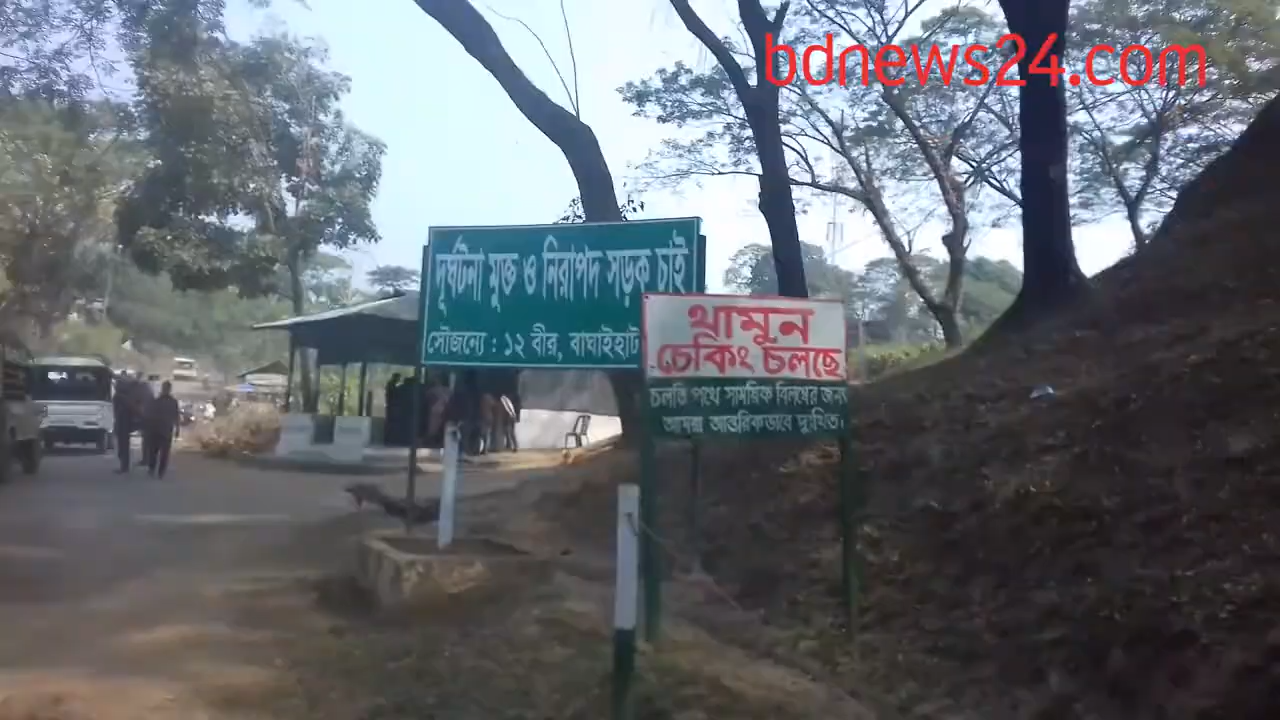 bdnews24.com
দূর্ঘটনা মুক্ত ও নিরাপদ সড়ক চাই
সৌজন্যে : ১২ বীর, বাঘাইহাট
থামুন
চেকিং চলছে
চলতি পথে সাময়িক বিলম্বের জন্য
আমরা আন্তরিকভাবে দুঃখিত।